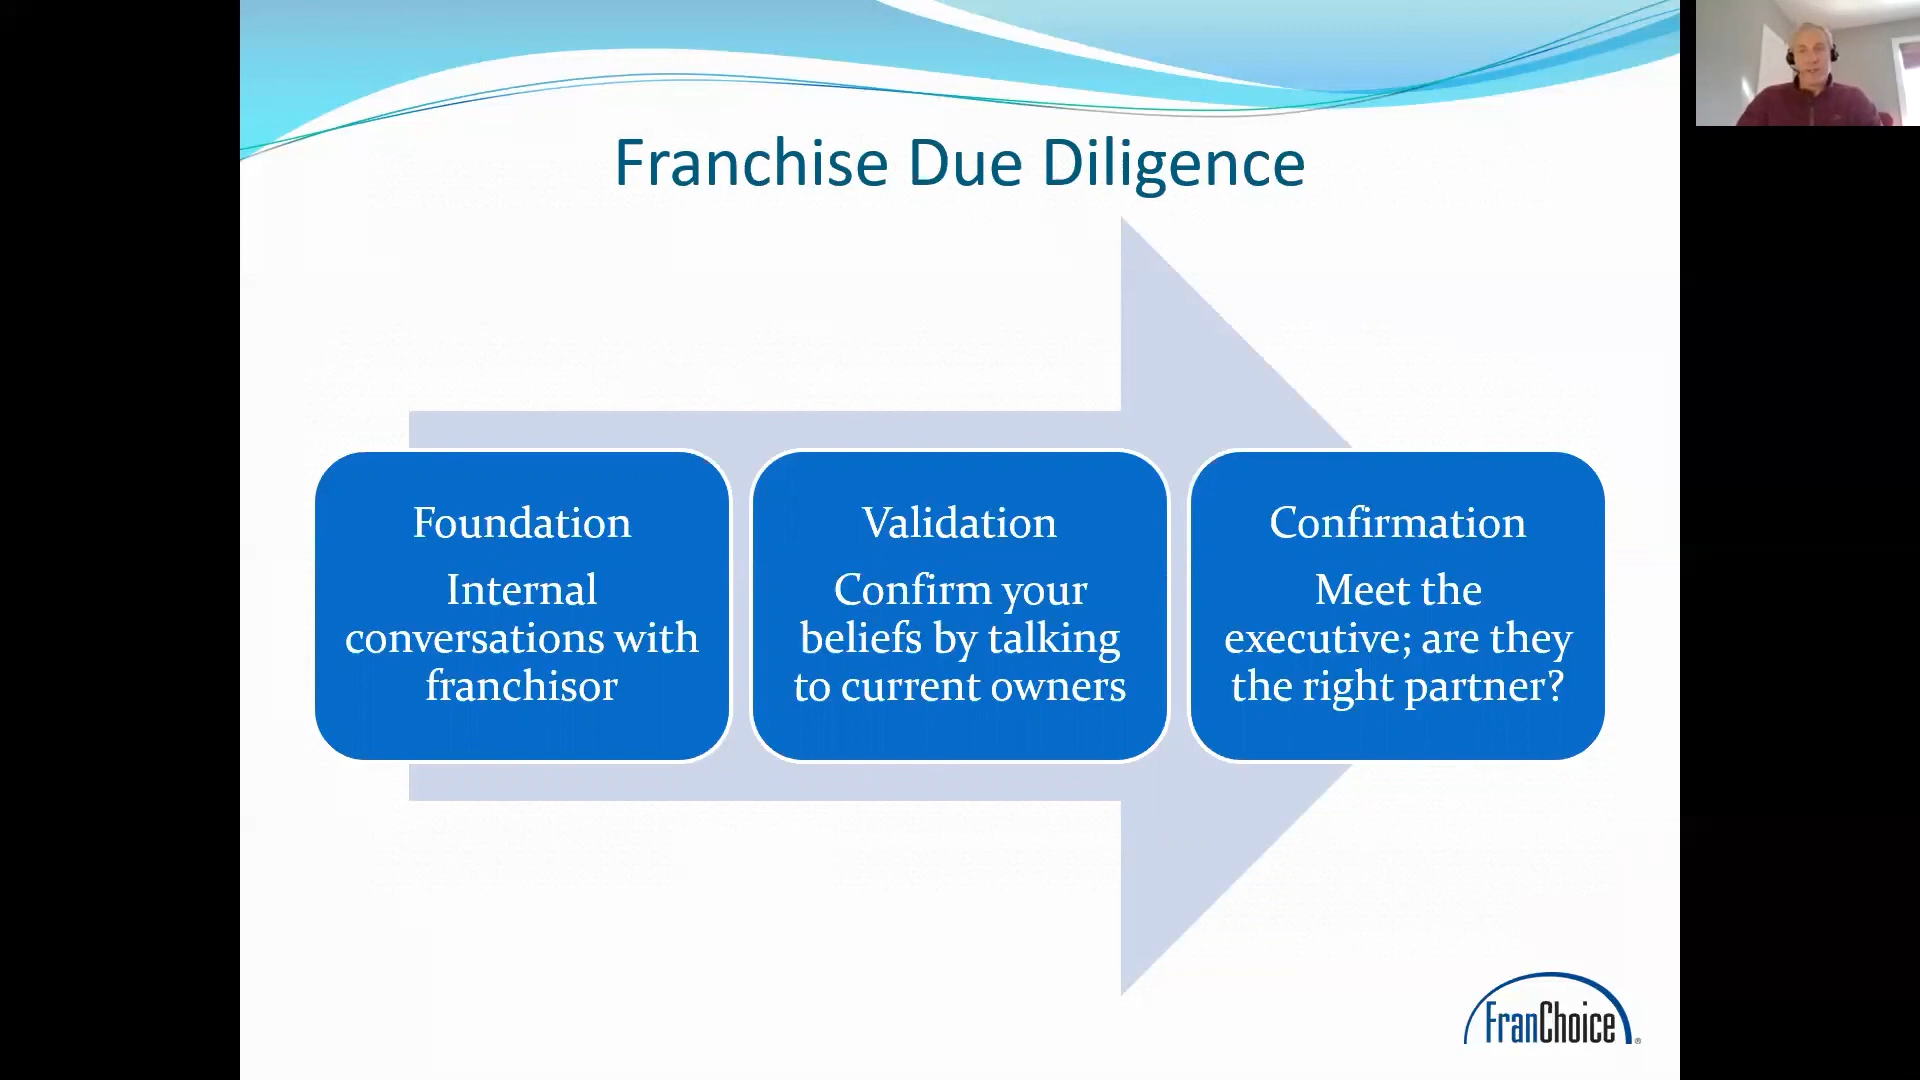 Franchise Due Diligence
Foundation
Internal
conversations with
franchisor
Validation
Confirm your
beliefs by talking
to current owners
Confirmation
Meet the
executive; are they
the right partner?
FranChoice®